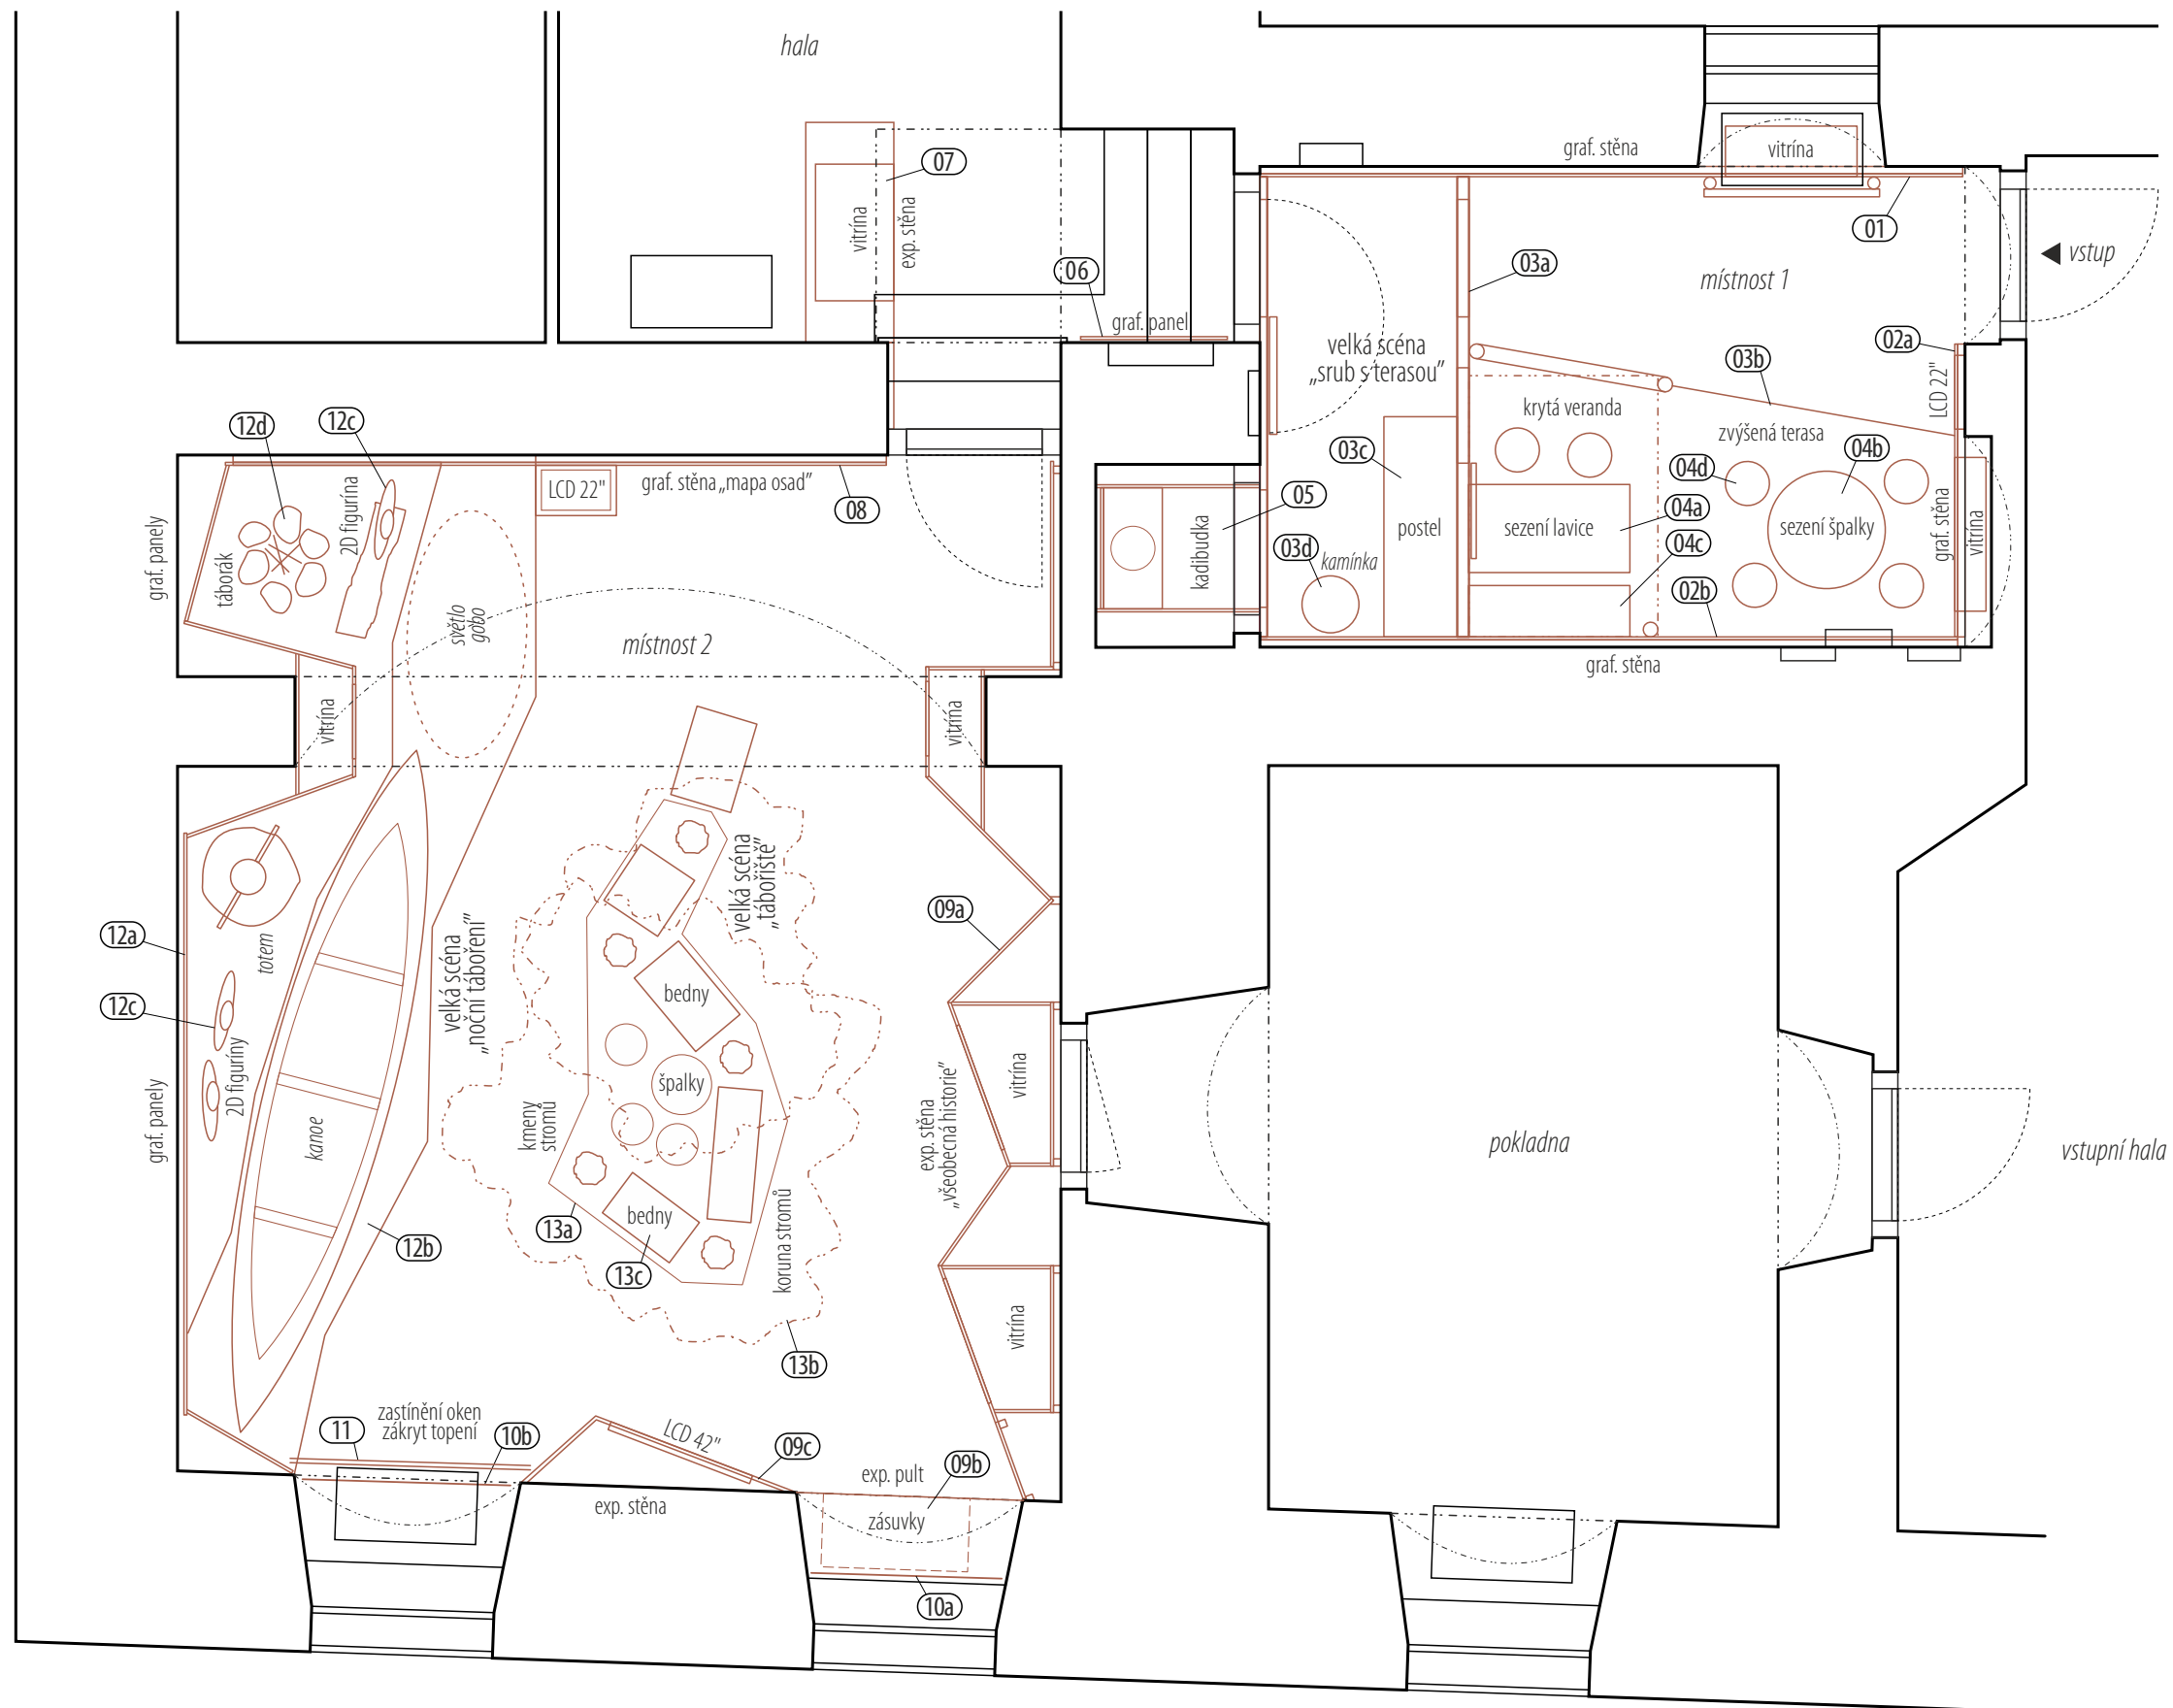 hala
graf. stěna
vitrína
07
vitrína
exp. stěna
01
vstup
06
03a
místnost 1
graf. panel
velká scéna
„srub s terasou”
02a
03b
LCD 22"
krytá veranda
zvýšená terasa
12d
12c
2D figurína
LCD 22"
graf. stěna „mapa osad”
08
03c
04d
04b
05
04a
graf. panely
táborák
kadibudka
postel
sezení lavice
sezení špalky
graf. stěna
vitrína
03d
kamínka
04c
02b
světlo
gobo
místnost 2
graf. stěna
vitrína
vitrína
velká scéna
„tábořiště”
09a
12a
totem
velká scéna
„noční táboření”
bedny
12c
2D figuríny
vitrína
špalky
graf. panely
kanoe
kmeny
stromů
exp. stěna
„všeobecná historie”
pokladna
vstupní hala
13a
bedny
koruna stromů
12b
13c
vitrína
13b
zastínění oken
zákryt topení
11
10b
LCD 42"
09c
exp. pult
09b
exp. stěna
zásuvky
10a